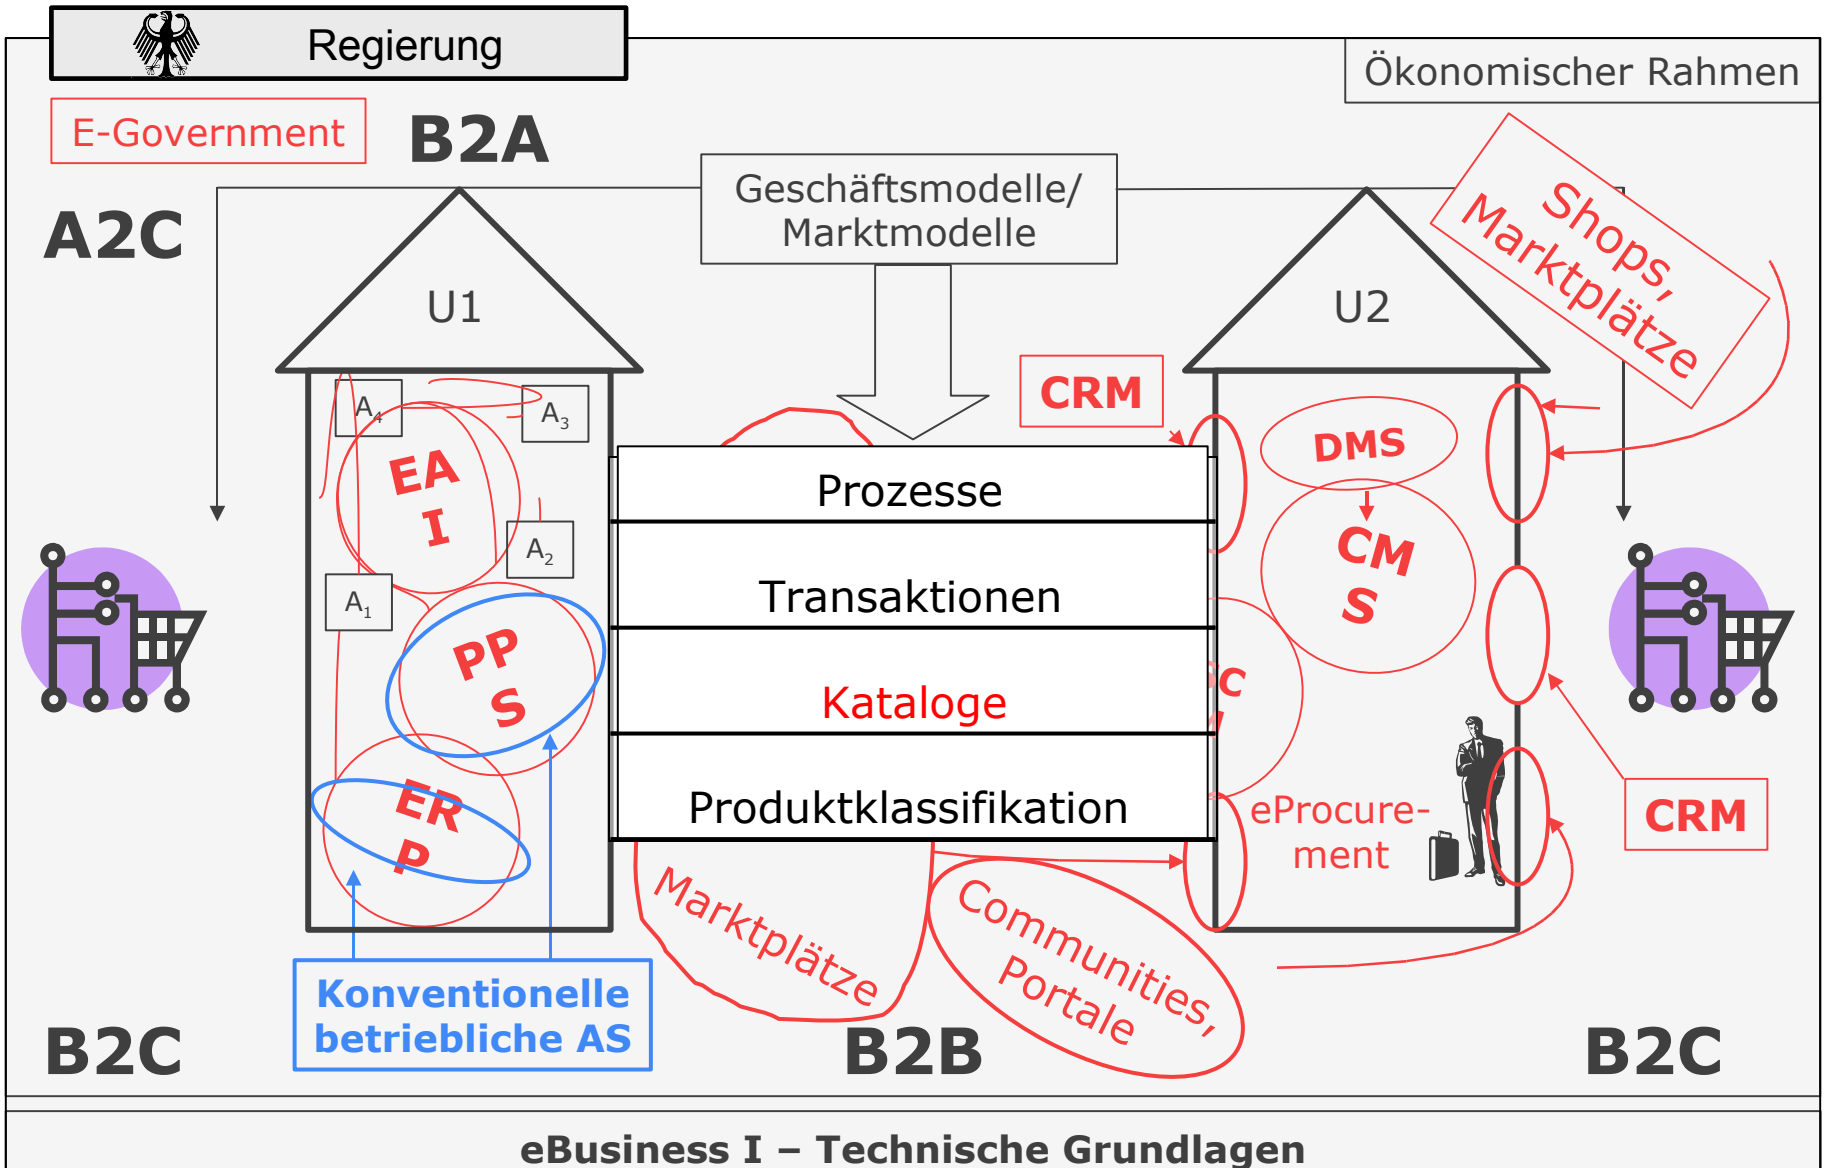 Regierung
Ökonomischer Rahmen
E-Government
B2A
Geschäftsmodelle/
Marktmodelle
Shops,
Marktplätze
A2C
U1
U2
CRM
A4
A3
EA
I
DMS
Prozesse
A2
CM
S
Transaktionen
A1
PP
S
Kataloge
ER
P
Produktklassifikation
eProcure-
ment
CRM
Marktplätze
Communities,
Portale
Konventionelle
betriebliche AS
B2C
B2B
B2C
eBusiness I – Technische Grundlagen